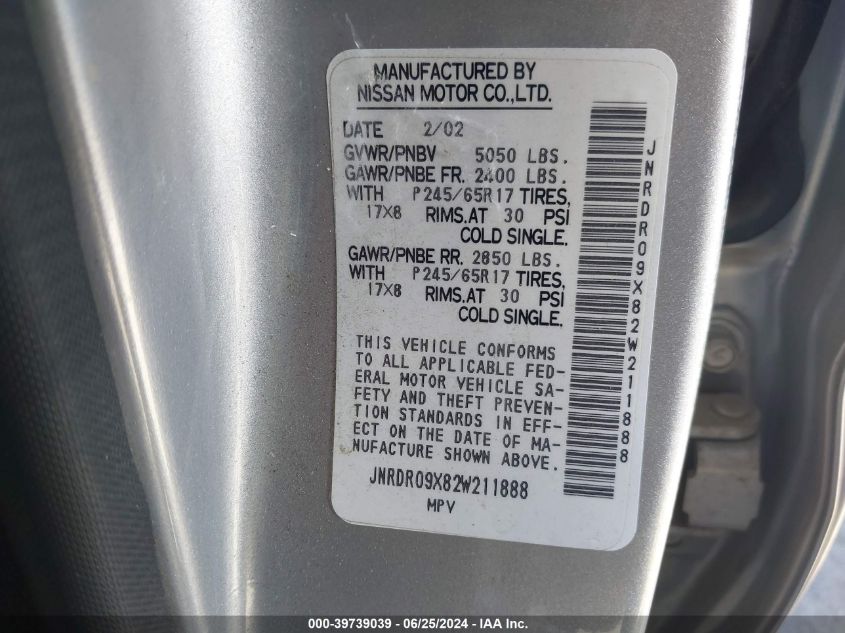 MANUFACTURED BY
NISSAN MOTOR CO.,LTD.
DATE 2/02
GVWR/PNBV 5050 LBS.
GAWR/PNBE FR. 2400 LBS.
WITH P245/65R17 TIRES,
17X8 RIMS.AT 30 PSI
COLD SINGLE.
GAWR/PNBE RR. 2850 LBS.
WITH P245/65R17 TIRES,
17X8 RIMS.AT 30 PSI
COLD SINGLE.
THIS VEHICLE CONFORMS
TO ALL APPLICABLE FED-
ERAL MOTOR VEHICLE SA-
FETY AND THEFT PREVEN-
TION STANDARDS IN EFF-
ECT ON THE DATE OF MA-
NUFACTURE SHOWN ABOVE.
JNRDR09X82W211888
MPV
JNRDR09X82W211888
000-39739039 - 06/25/2024 - IAAI.COM